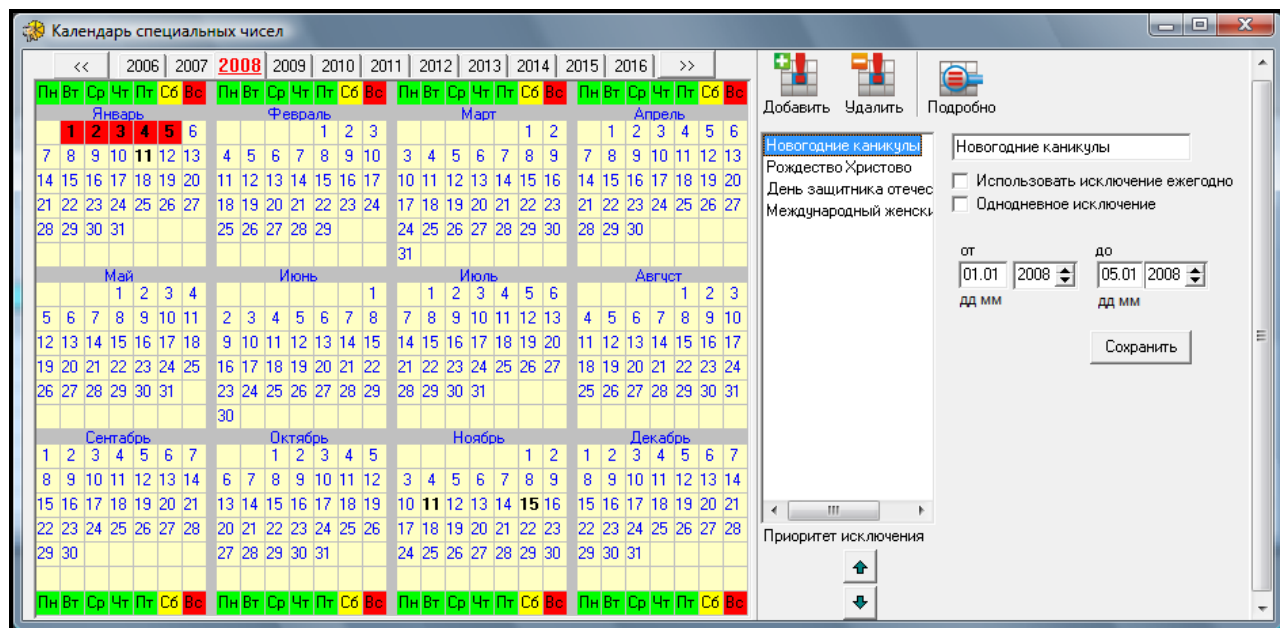 Календарь специальных чисел
<< 2006 2007 2008 2009 2010 2011 2012 2013 2014 2015 2016 >>
Пн Вт Ср Чт Пт Сб Вс Пн Вт Ср Чт Пт Сб Вс Пн Вт Ср Чт Пт Сб Вс Пн Вт Ср Чт Пт Сб Вс
Январь Февраль Март Апрель
1 2 3 4 5 6 1 2 3 1 2 1 2 3 4 5 6
7 8 9 10 11 12 13 4 5 6 7 8 9 10 3 4 5 6 7 8 9 7 8 9 10 11 12 13
14 15 16 17 18 19 20 11 12 13 14 15 16 17 10 11 12 13 14 15 16 14 15 16 17 18 19 20
21 22 23 24 25 26 27 18 19 20 21 22 23 24 17 18 19 20 21 22 23 21 22 23 24 25 26 27
28 29 30 31 25 26 27 28 29 24 25 26 27 28 29 30 28 29 30
31
Май Июнь Июль Август
1 2 3 4 1 1 2 3 4 5 6 1 2 3
5 6 7 8 9 10 11 2 3 4 5 6 7 8 7 8 9 10 11 12 13 4 5 6 7 8 9 10
12 13 14 15 16 17 18 9 10 11 12 13 14 15 14 15 16 17 18 19 20 11 12 13 14 15 16 17
19 20 21 22 23 24 25 16 17 18 19 20 21 22 21 22 23 24 25 26 27 18 19 20 21 22 23 24
26 27 28 29 30 31 23 24 25 26 27 28 29 28 29 30 31 25 26 27 28 29 30 31
30
Сентабрь Октябрь Ноябрь Декабрь
1 2 3 4 5 6 7 1 2 3 4 5 1 2 1 2 3 4 5 6 7
8 9 10 11 12 13 14 6 7 8 9 10 11 12 3 4 5 6 7 8 9 8 9 10 11 12 13 14
15 16 17 18 19 20 21 13 14 15 16 17 18 19 10 11 12 13 14 15 16 15 16 17 18 19 20 21
22 23 24 25 26 27 28 20 21 22 23 24 25 26 17 18 19 20 21 22 23 22 23 24 25 26 27 28
29 30 27 28 29 30 31 24 25 26 27 28 29 30 29 30 31
Пн Вт Ср Чт Пт Сб Вс Пн Вт Ср Чт Пт Сб Вс Пн Вт Ср Чт Пт Сб Вс Пн Вт Ср Чт Пт Сб Вс
Добавить Удалить Подробно
Новогодние каникулы
Рождество Христово
День защитника отечес
Международный женски
Приоритет исключения
Новогодние каникулы
Использовать исключение ежегодно
Однодневное исключение
от до
01.01 2008 05.01 2008
дд мм дд мм
Сохранить